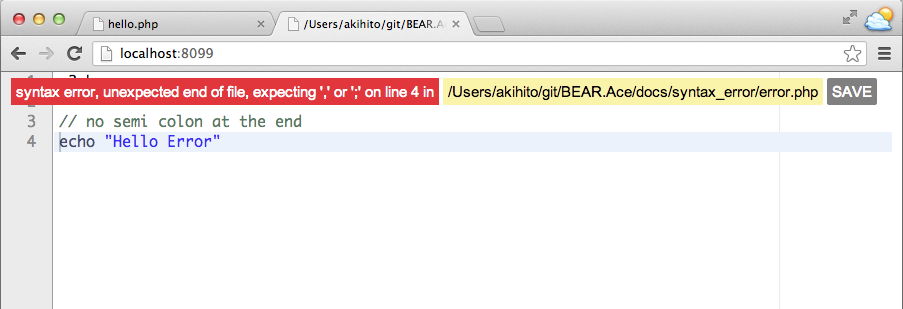 hello.php
/Users/akihito/git/BEAR.Ac
localhost:8099
syntax error, unexpected end of file, expecting ',' or ';' on line 4 in /Users/akihito/git/BEAR.Ace/docs/syntax_error/error.php SAVE
3 // no semi colon at the end
4 echo "Hello Error"